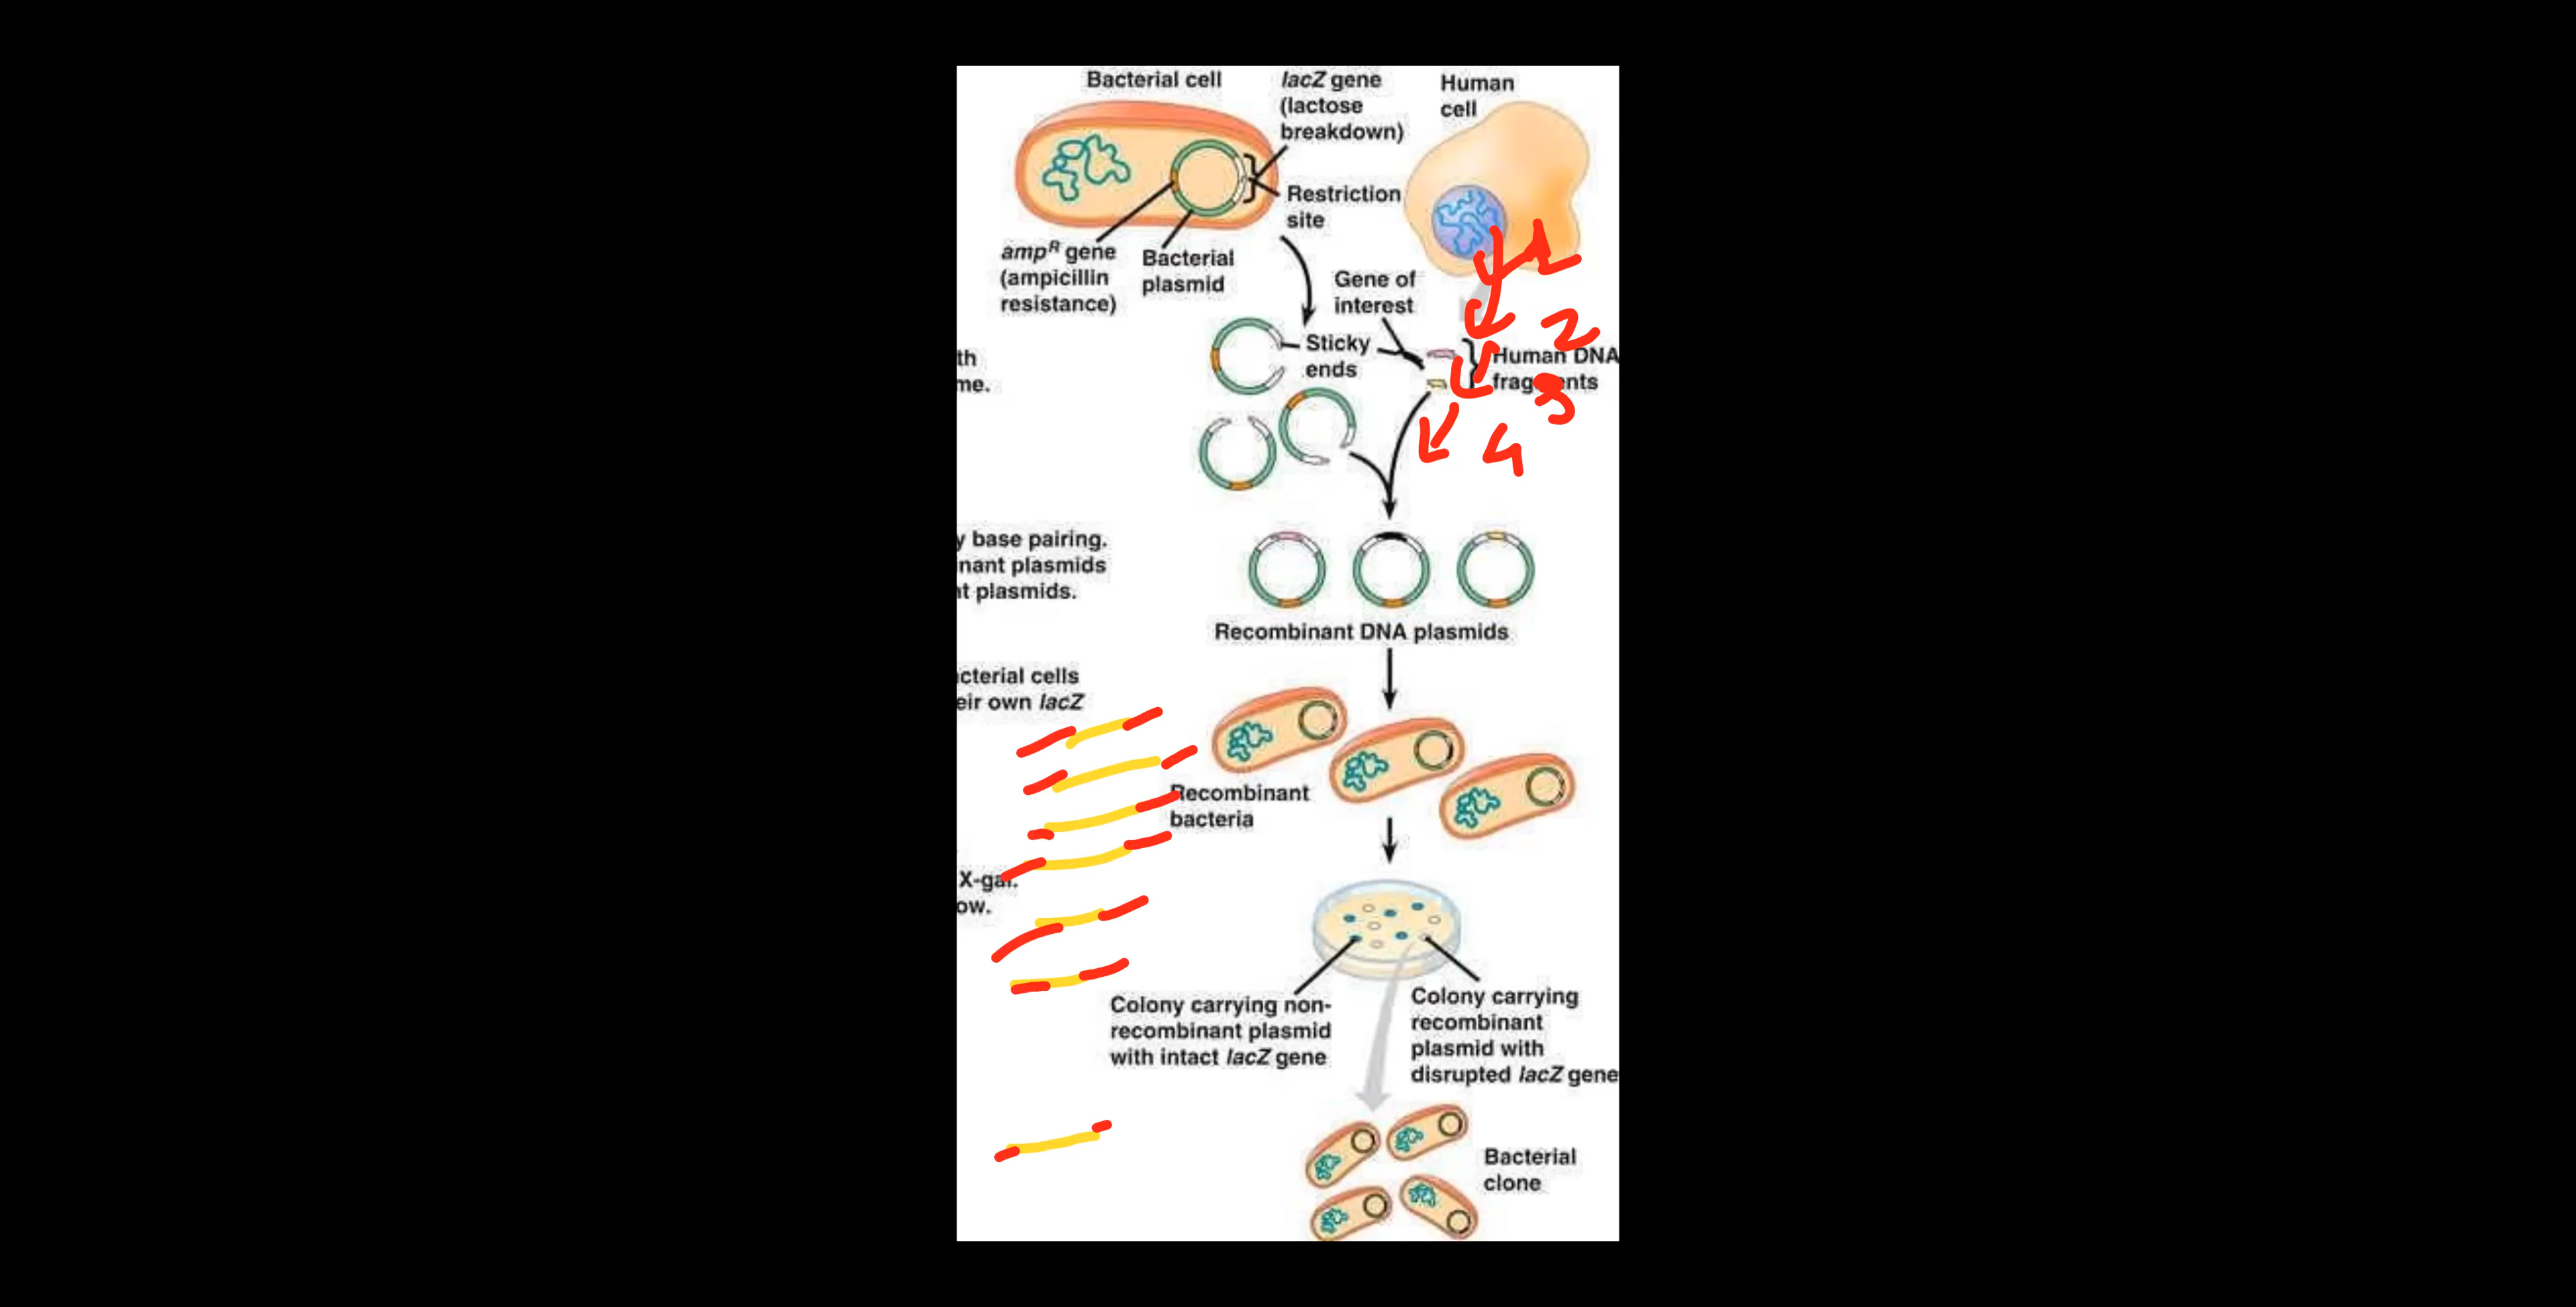 Bacterial cell
lacZ gene
(lactose
breakdown)
Human
cell
Restriction
site
ampR gene
(ampicillin
resistance)
Bacterial
plasmid
1
Gene of
interest
2
th
me.
Sticky
ends
Human DNA
3
4
y base pairing.
nant plasmids
nt plasmids.
Recombinant DNA plasmids
acterial cells
eir own lacZ
Recombinant
bacteria
X-gal.
ow.
Colony carrying non-
recombinant plasmid
with intact lacZ gene
Colony carrying
recombinant
plasmid with
disrupted lacZ gene
Bacterial
clone